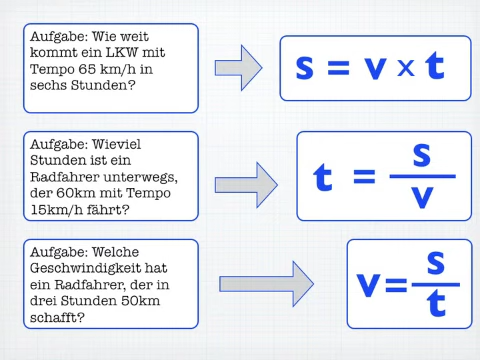 Aufgabe: Wie weit
kommt ein LKW mit
Tempo 65 km/h in
sechs Stunden?
s = v x t
Aufgabe: Wieviel
Stunden ist ein
Radfahrer unterwegs,
der 60km mit Tempo
15km/h fährt?
t = s/v
Aufgabe: Welche
Geschwindigkeit hat
ein Radfahrer, der in
drei Stunden 50km
schafft?
v = s/t